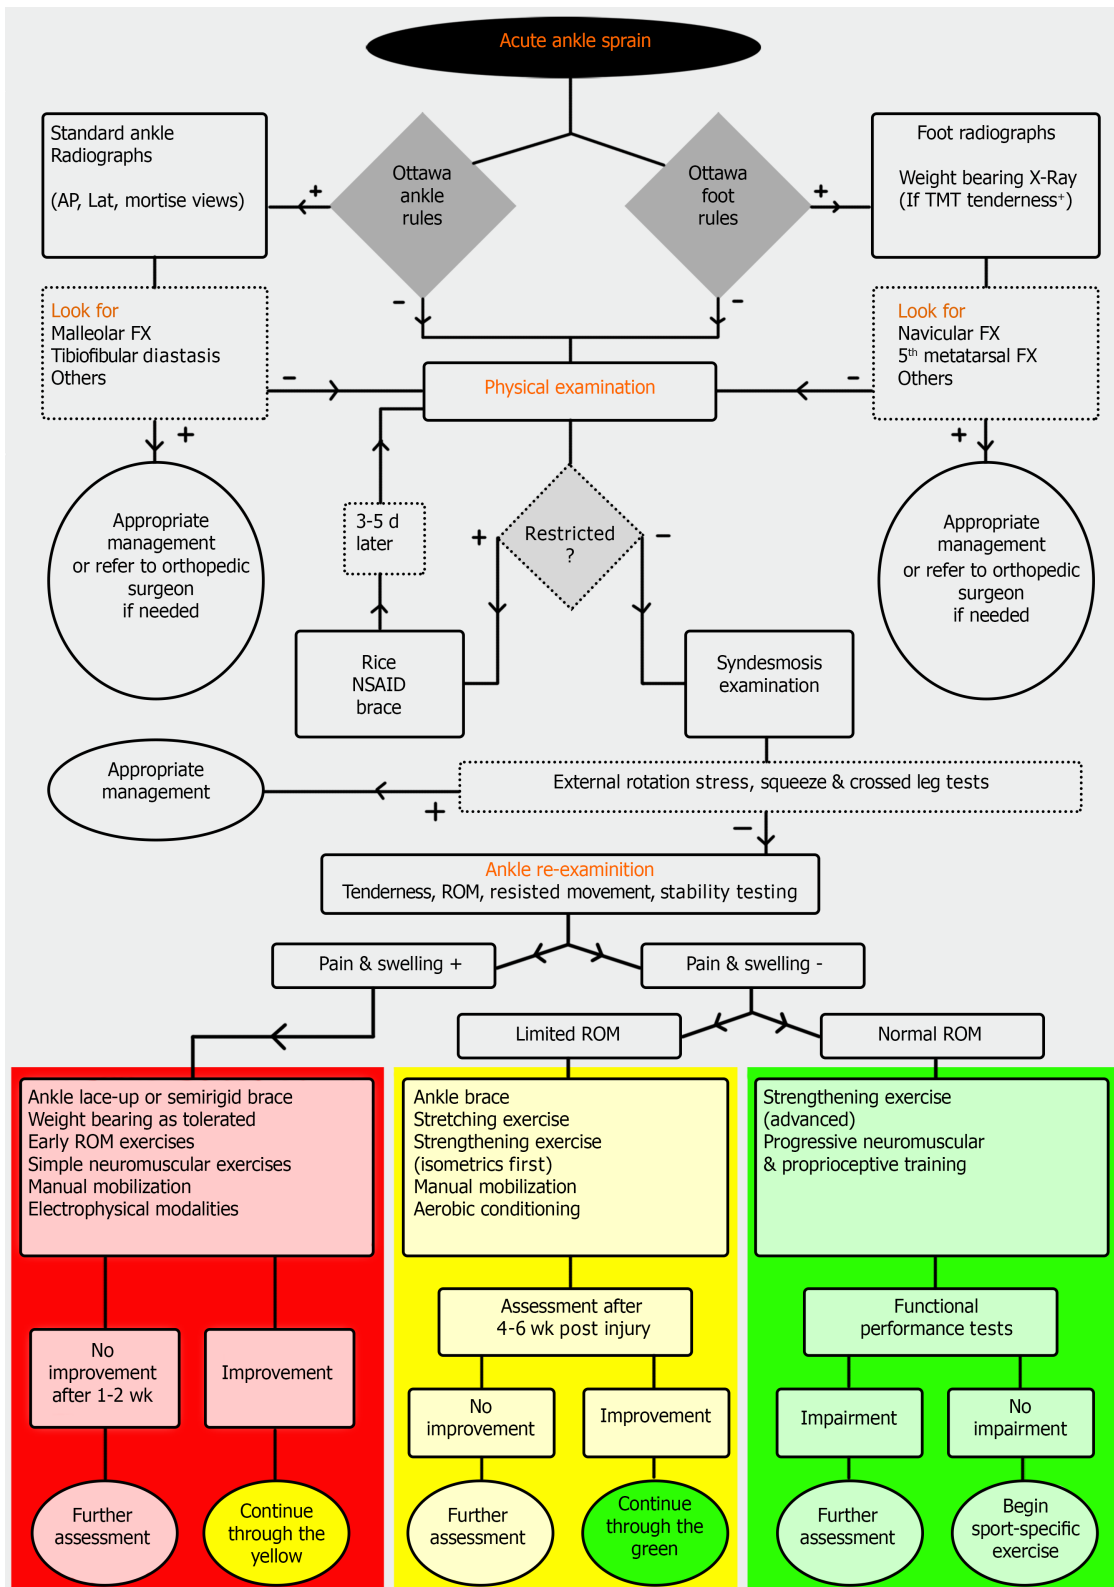 Acute ankle sprain
Standard ankle
Radiographs
(AP, Lat, mortise views)
+
Ottawa
ankle
rules
Ottawa
foot
rules
+
Foot radiographs
Weight bearing X-Ray
(If TMT tenderness⁺)
−
−
Look for
Malleolar FX
Tibiofibular diastasis
Others
−
Physical examination
−
Look for
Navicular FX
5ᵗʰ metatarsal FX
Others
+
+
Appropriate
management
or refer to orthopedic
surgeon
if needed
3-5 d
later
+
Restricted
?
−
Appropriate
management
or refer to orthopedic
surgeon
if needed
Rice
NSAID
brace
Syndesmosis
examination
Appropriate
management
+
External rotation stress, squeeze & crossed leg tests
−
Ankle re-examinition
Tenderness, ROM, resisted movement, stability testing
Pain & swelling +
Pain & swelling -
Limited ROM
Normal ROM
Ankle lace-up or semirigid brace
Weight bearing as tolerated
Early ROM exercises
Simple neuromuscular exercises
Manual mobilization
Electrophysical modalities
Ankle brace
Stretching exercise
Strengthening exercise
(isometrics first)
Manual mobilization
Aerobic conditioning
Strengthening exercise
(advanced)
Progressive neuromuscular
& proprioceptive training
No
improvement
after 1-2 wk
Improvement
Assessment after
4-6 wk post injury
Functional
performance tests
No
improvement
Improvement
Impairment
No
impairment
Further
assessment
Continue
through the
yellow
Further
assessment
Continue
through the
green
Further
assessment
Begin
sport-specific
exercise